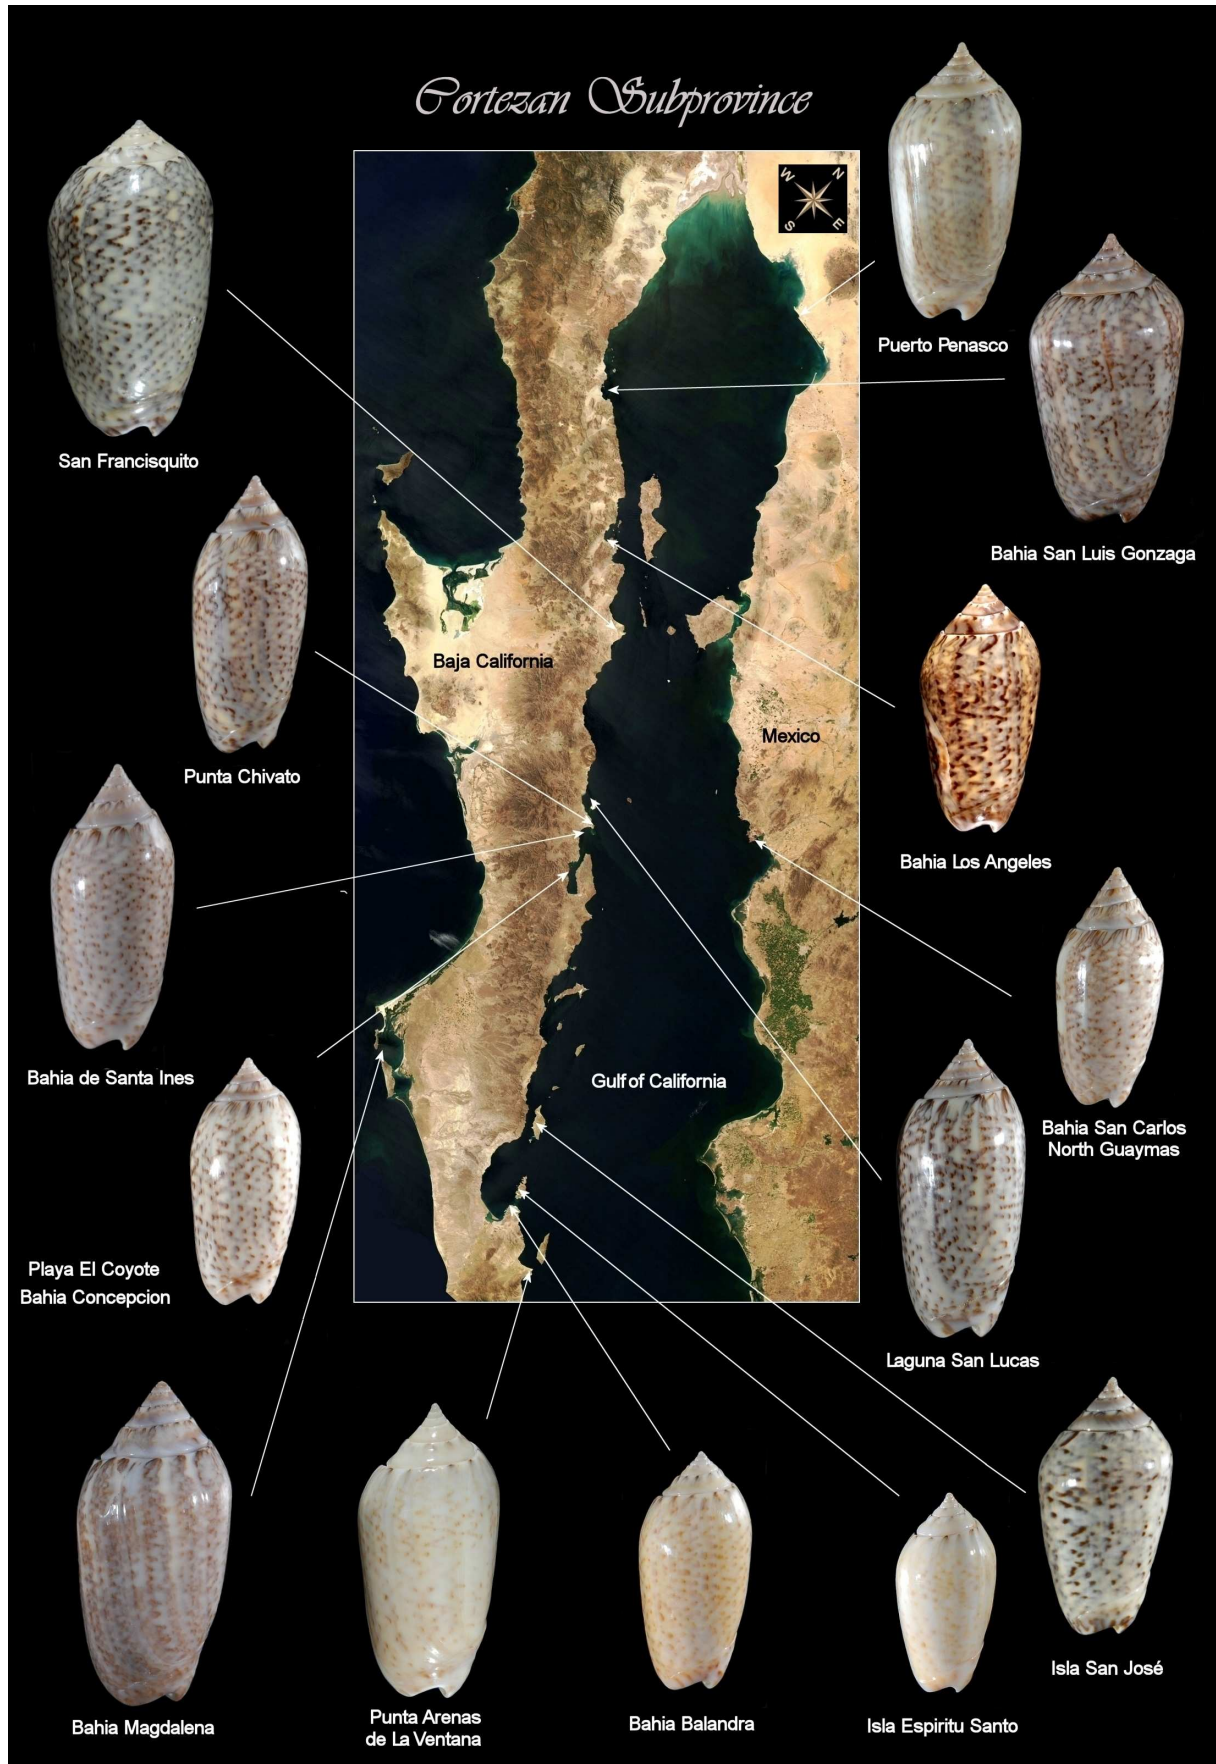 Cortezan Subprovince
W
N
S
E
Puerto Penasco
San Francisquito
Bahia San Luis Gonzaga
Baja California
Mexico
Punta Chivato
Bahia Los Angeles
Bahia de Santa Ines
Gulf of California
Bahia San Carlos
North Guaymas
Playa El Coyote
Bahia Concepcion
Laguna San Lucas
Isla San José
Bahia Magdalena
Punta Arenas
de La Ventana
Bahia Balandra
Isla Espiritu Santo